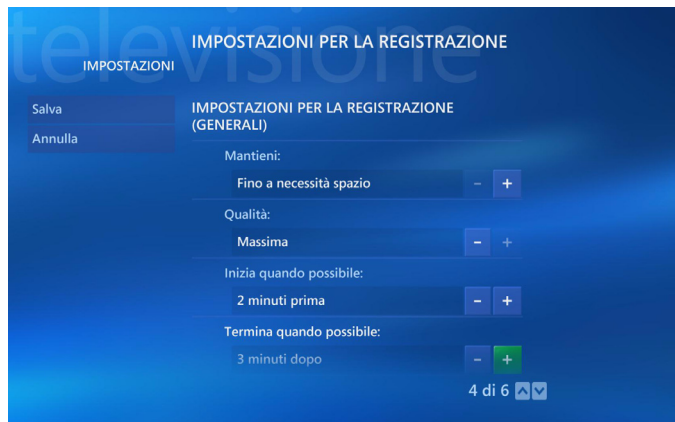 televisione
IMPOSTAZIONI PER LA REGISTRAZIONE
IMPOSTAZIONI
Salva
Annulla
IMPOSTAZIONI PER LA REGISTRAZIONE
(GENERALI)
Mantieni:
Fino a necessità spazio - +
Qualità:
Massima - +
Inizia quando possibile:
2 minuti prima - +
Termina quando possibile:
3 minuti dopo - +
4 di 6